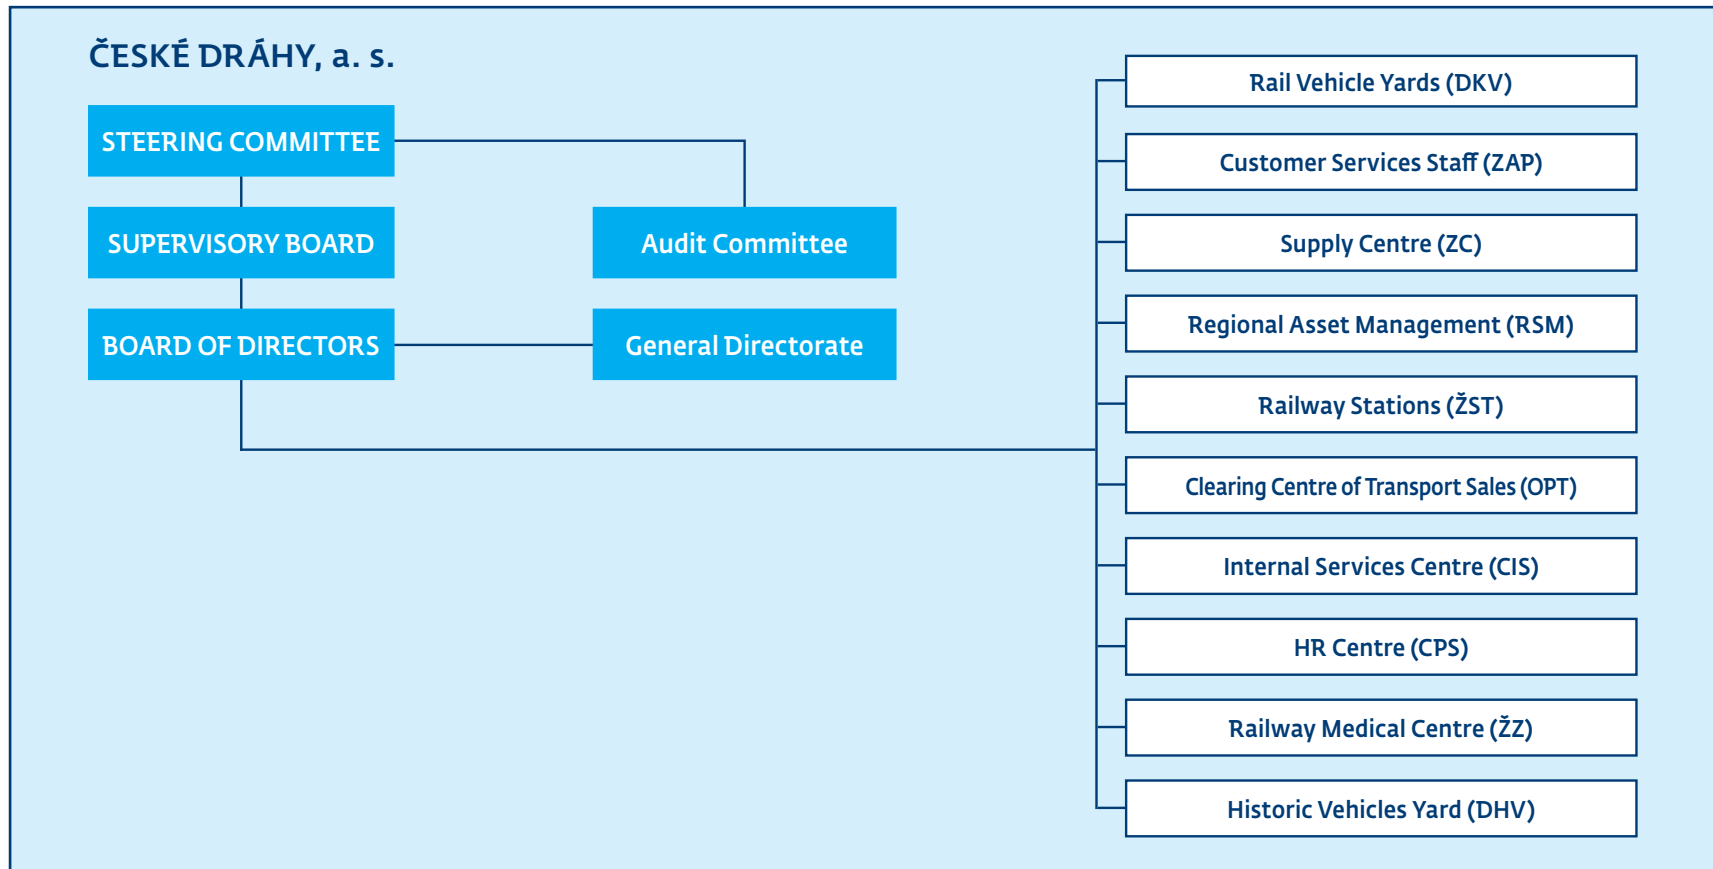 ČESKÉ DRÁHY, a. s.
STEERING COMMITTEE
SUPERVISORY BOARD
Audit Committee
BOARD OF DIRECTORS
General Directorate
Rail Vehicle Yards (DKV)
Customer Services Staff (ZAP)
Supply Centre (ZC)
Regional Asset Management (RSM)
Railway Stations (ŽST)
Clearing Centre of Transport Sales (OPT)
Internal Services Centre (CIS)
HR Centre (CPS)
Railway Medical Centre (ŽZ)
Historic Vehicles Yard (DHV)